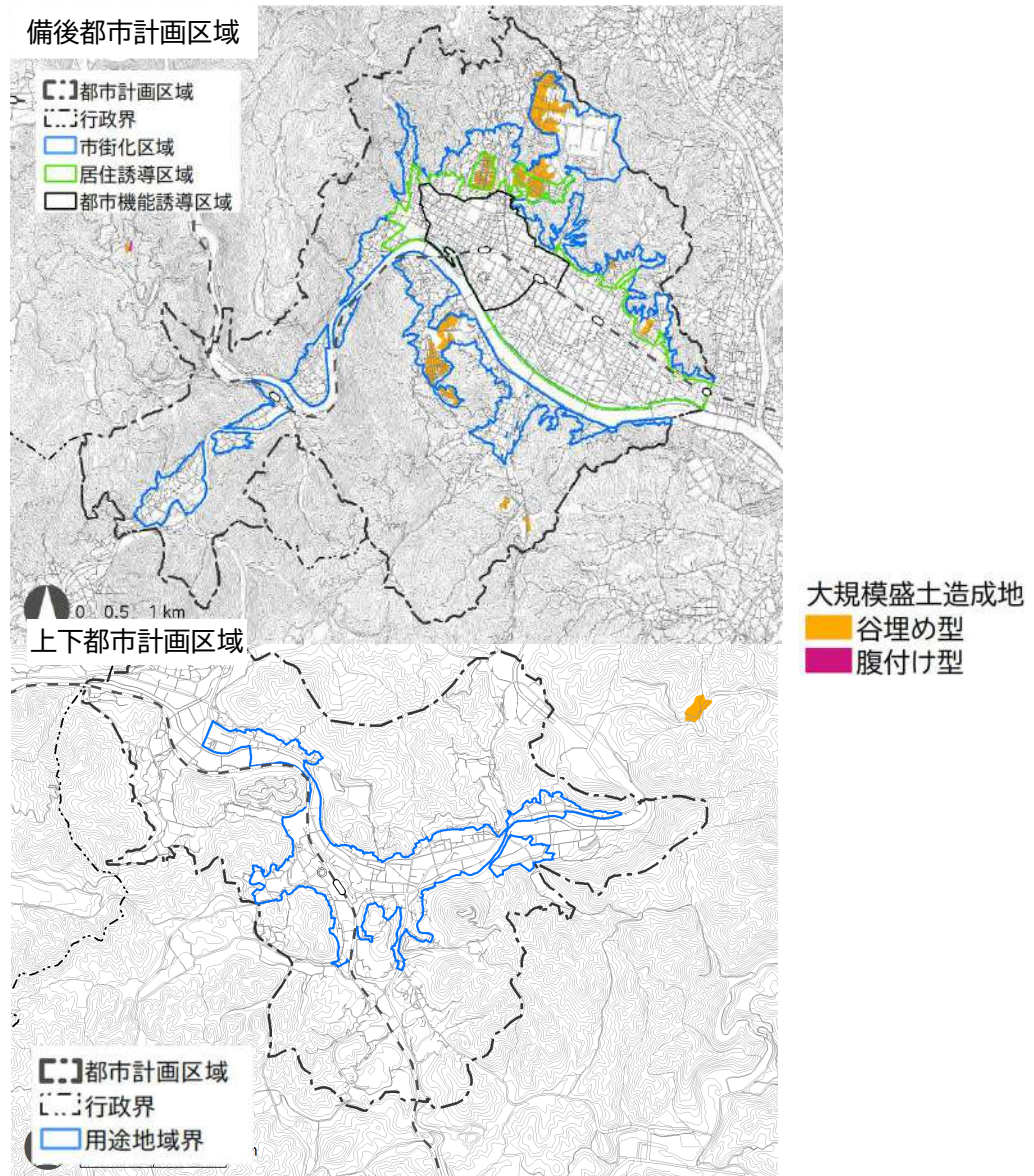 備後都市計画区域
都市計画区域
行政界
市街化区域
居住誘導区域
都市機能誘導区域
0 0.5 1 km
大規模盛土造成地
谷埋め型
腹付け型
上下都市計画区域
都市計画区域
行政界
用途地域界